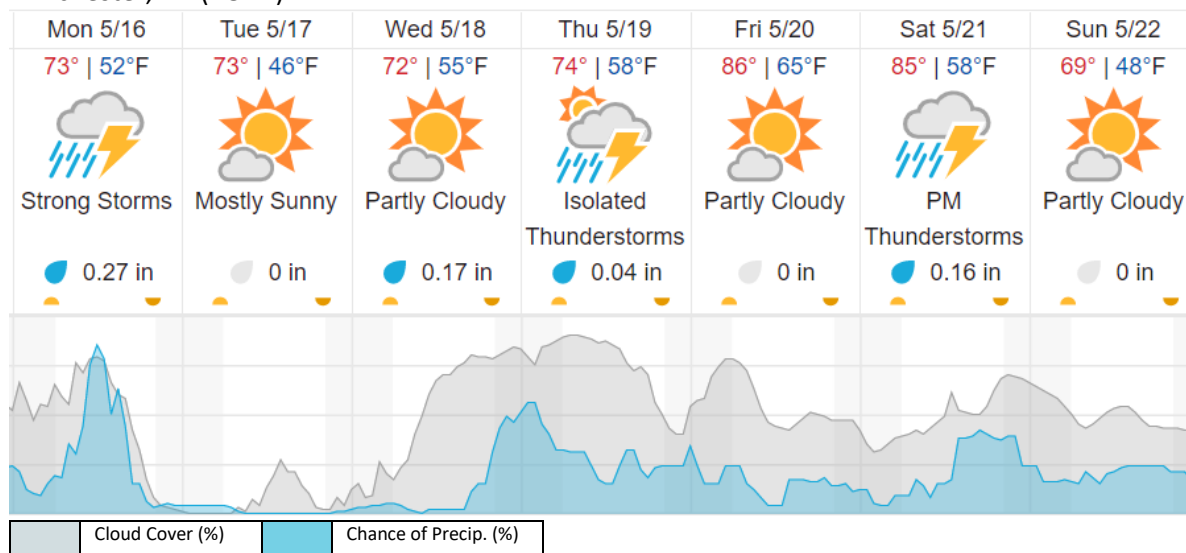 Mon 5/16 Tue 5/17 Wed 5/18 Thu 5/19 Fri 5/20 Sat 5/21 Sun 5/22
73° | 52°F 73° | 46°F 72° | 55°F 74° | 58°F 86° | 65°F 85° | 58°F 69° | 48°F
Strong Storms Mostly Sunny Partly Cloudy Isolated Partly Cloudy PM Partly Cloudy
Thunderstorms Thunderstorms
0.27 in 0 in 0.17 in 0.04 in 0 in 0.16 in 0 in
Cloud Cover (%) Chance of Precip. (%)